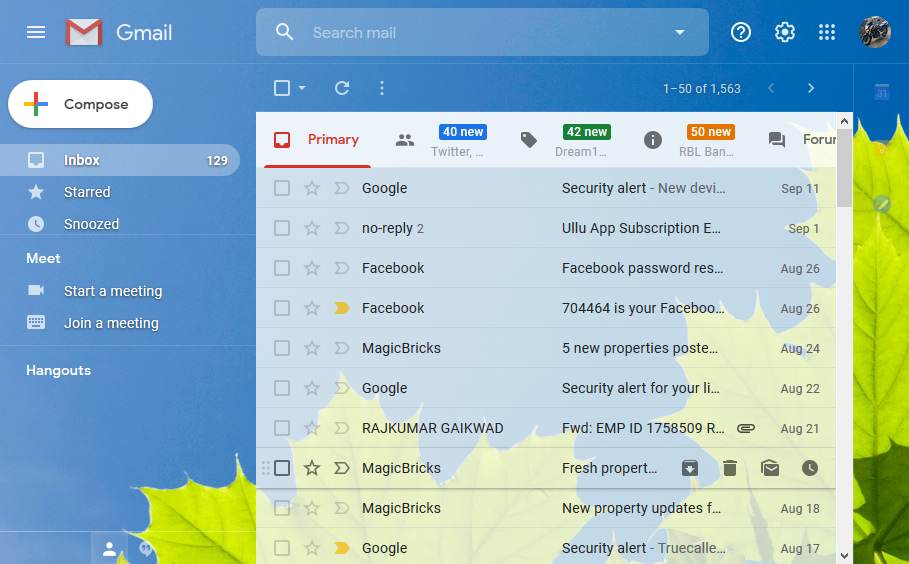 Gmail
Search mail
Compose
1–50 of 1,563
Primary
40 new
Twitter, ...
42 new
Dream1...
50 new
RBL Ban...
Forur
Inbox 129
Starred
Snoozed
Meet
Start a meeting
Join a meeting
Hangouts
Google Security alert - New devi... Sep 11
no-reply 2 Ullu App Subscription E... Sep 1
Facebook Facebook password res... Aug 26
Facebook 704464 is your Faceboo... Aug 26
MagicBricks 5 new properties poste... Aug 24
Google Security alert for your li... Aug 22
RAJKUMAR GAIKWAD Fwd: EMP ID 1758509 R... Aug 21
MagicBricks Fresh propert...
MagicBricks New property updates f... Aug 18
Google Security alert - Truecalle... Aug 17
31